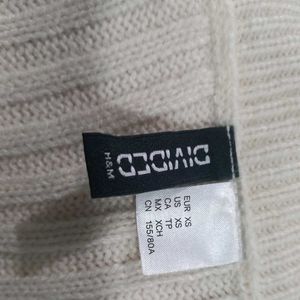 DIVIDED
H&M
EUR XS
US XS
CA TP
MX XCH
CN 155/80A